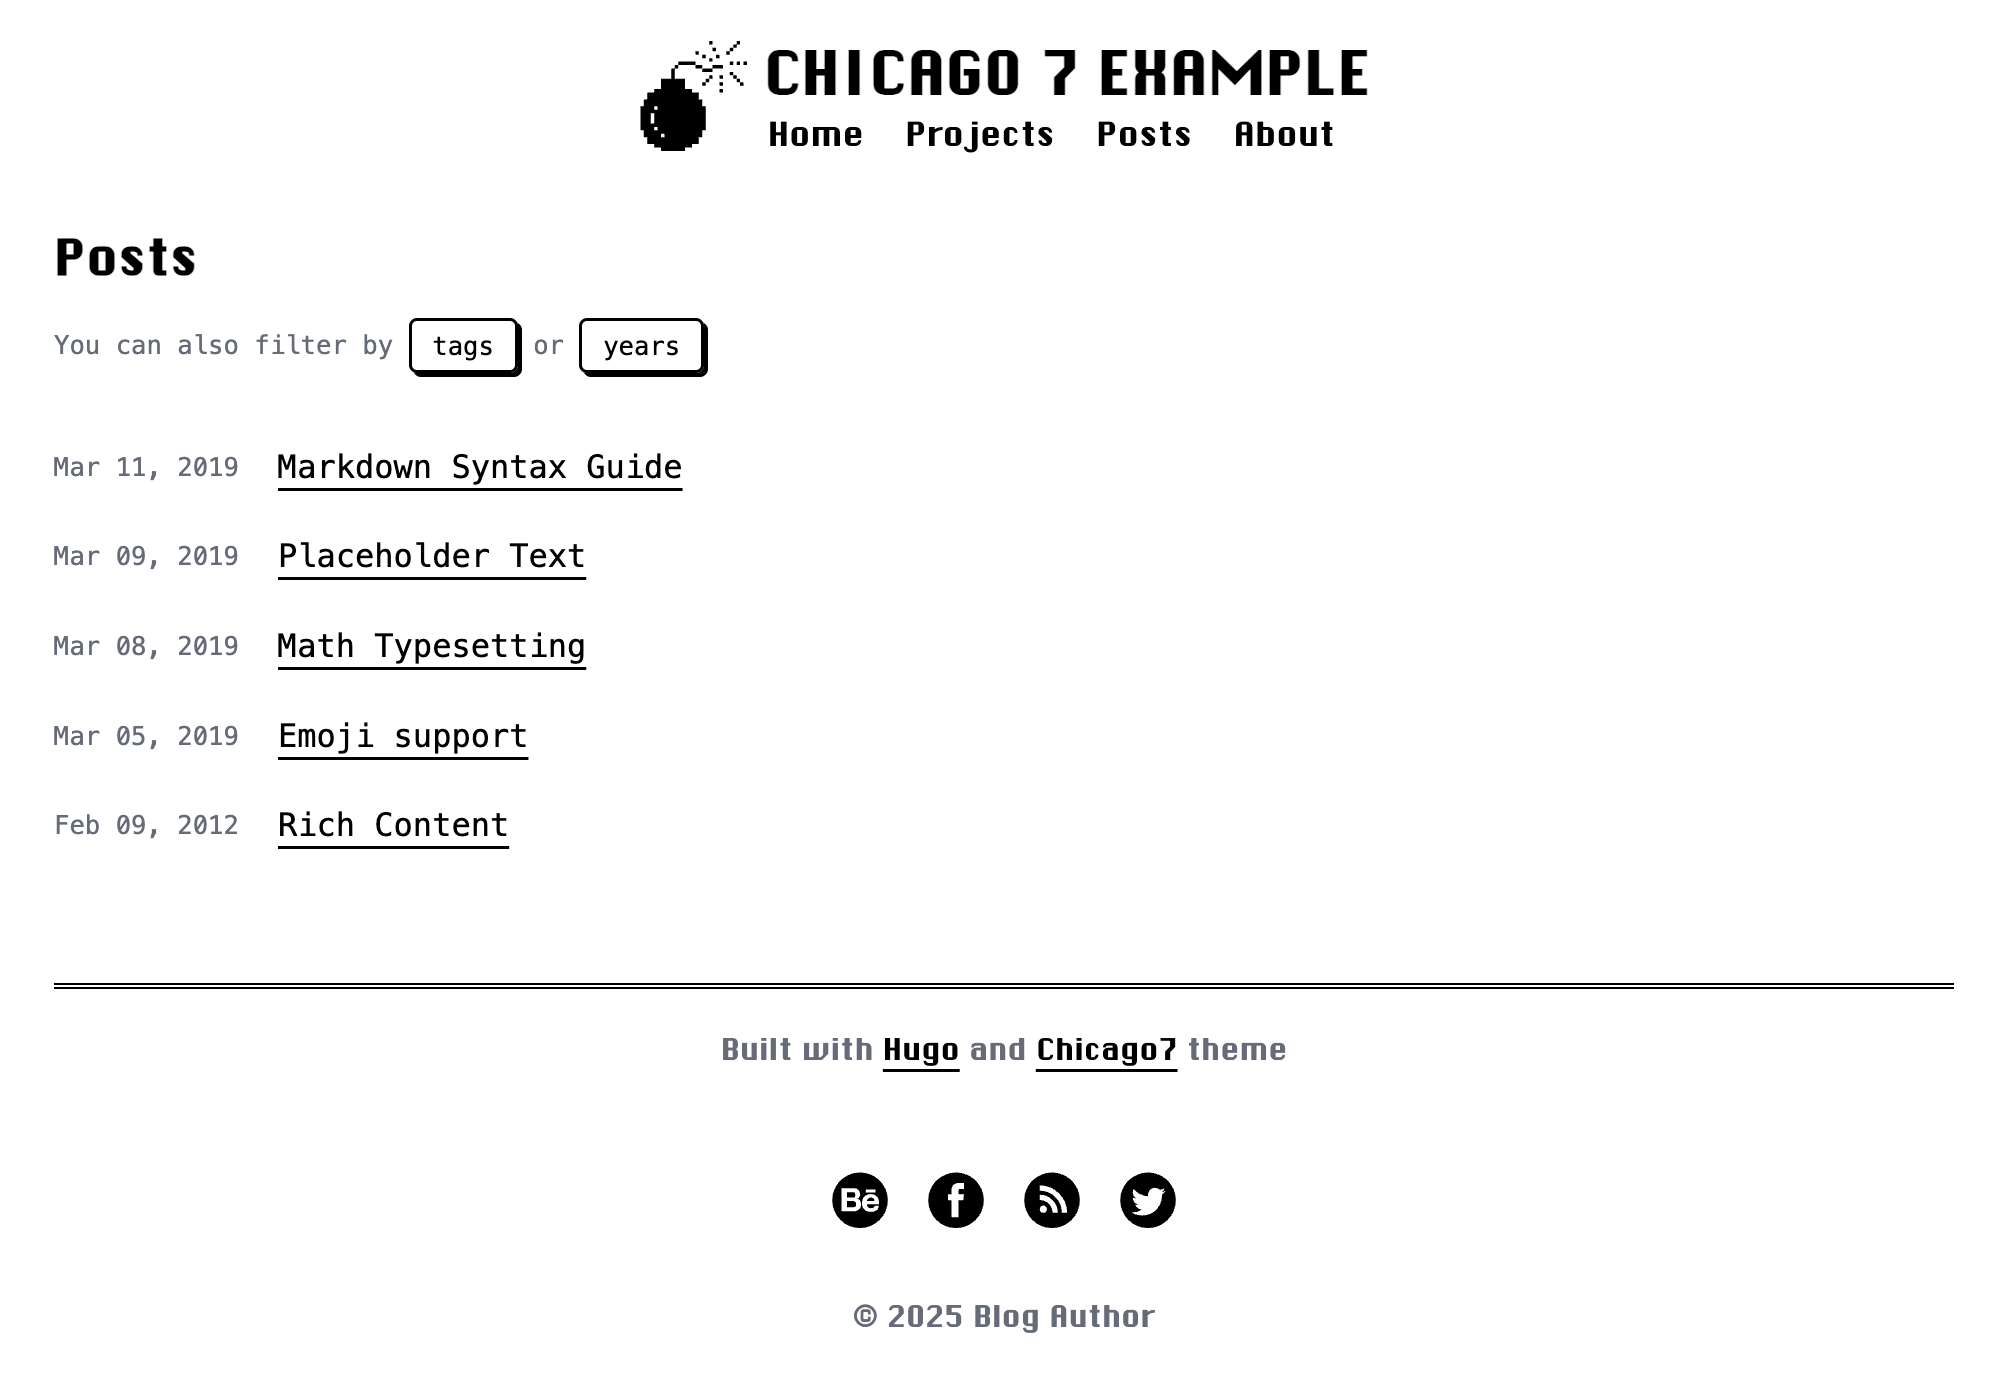 CHICAGO 7 EXAMPLE
Home Projects Posts About
Posts
You can also filter by tags or years
Mar 11, 2019 Markdown Syntax Guide
Mar 09, 2019 Placeholder Text
Mar 08, 2019 Math Typesetting
Mar 05, 2019 Emoji support
Feb 09, 2012 Rich Content
Built with Hugo and Chicago7 theme
Bē f
© 2025 Blog Author